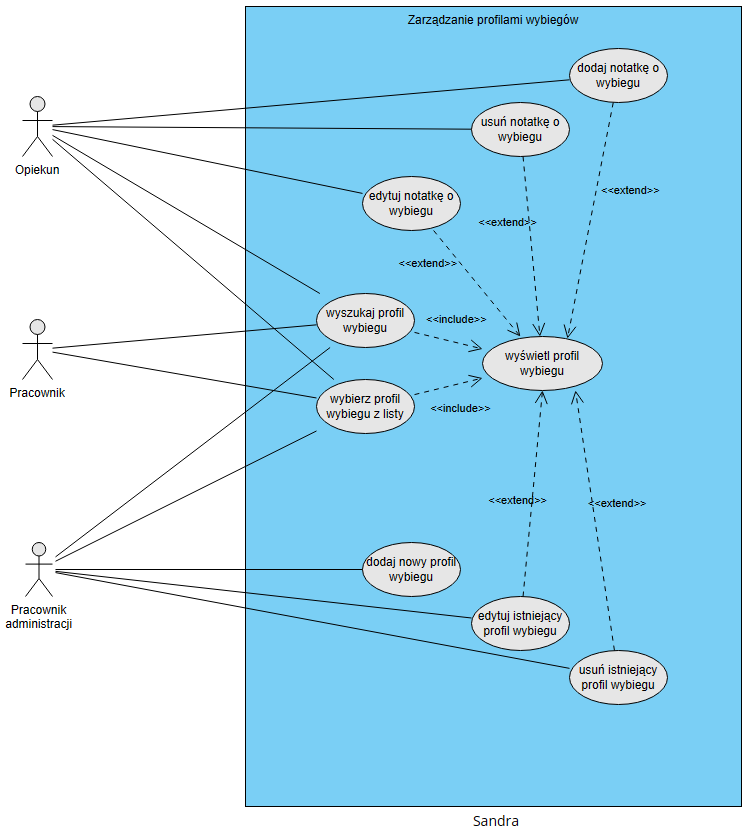 Zarządzanie profilami wybiegów
dodaj notatkę o
wybiegu
usuń notatkę o
wybiegu
Opiekun
<<extend>>
edytuj notatkę o
wybiegu
<<extend>>
<<extend>>
wyszukaj profil
wybiegu
<<include>>
wyświetl profil
wybiegu
Pracownik
wybierz profil
wybiegu z listy
<<include>>
<<extend>>
<<extend>>
dodaj nowy profil
wybiegu
Pracownik
administracji
edytuj istniejący
profil wybiegu
usuń istniejący
profil wybiegu
Sandra